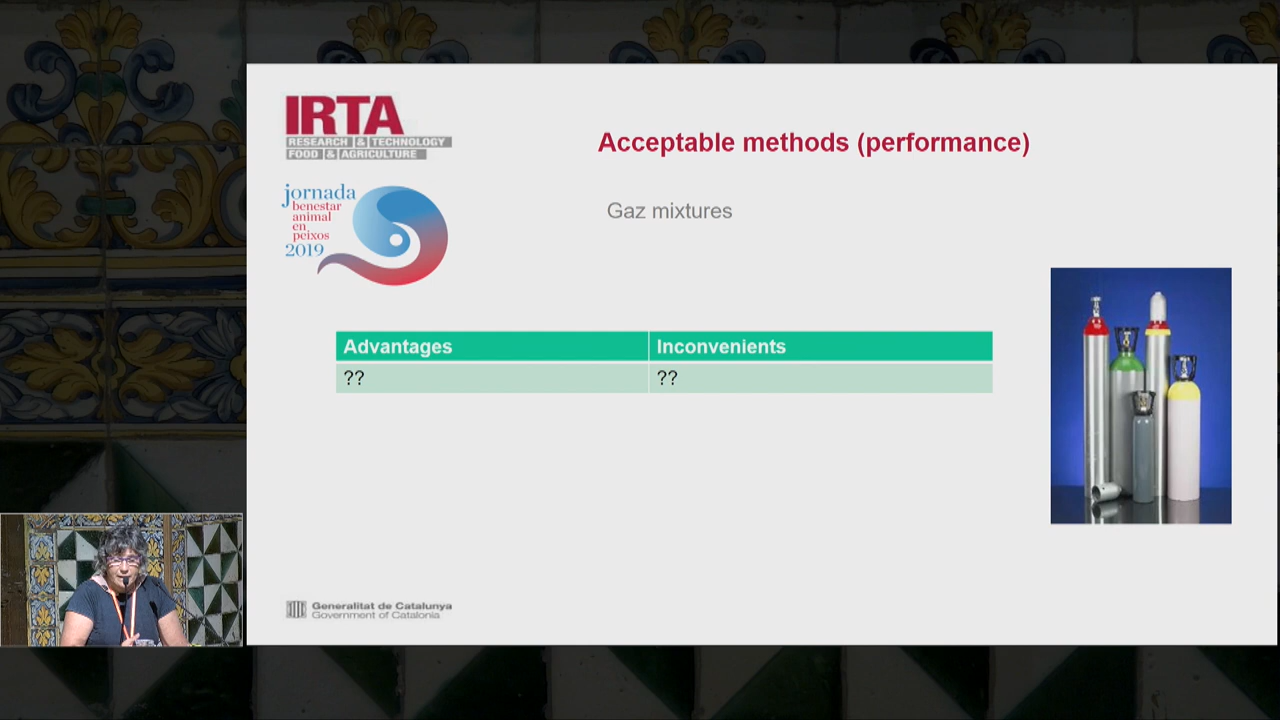 IRTA
RESEARCH & TECHNOLOGY
FOOD & AGRICULTURE
Acceptable methods (performance)
jornada
benestar
animal
en
peixos
2019
Gaz mixtures
Advantages Inconvenients
?? ??
Generalitat de Catalunya
Government of Catalonia